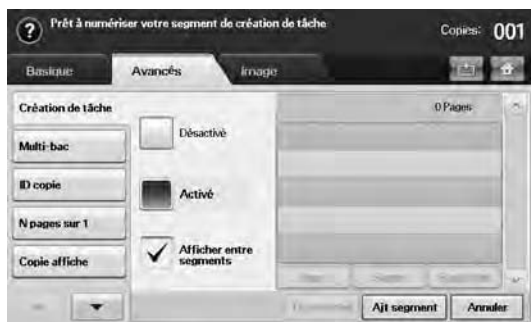 ? Prêt à numériser votre segment de création de tâche
Copies: 001
Basique
Avancés
Image
Création de tâche
Multi-bac
ID copie
N pages sur 1
Copie affiche
Désactivé
Activé
Afficher entre
segments
0 Pages
Ajt segment
Annuler